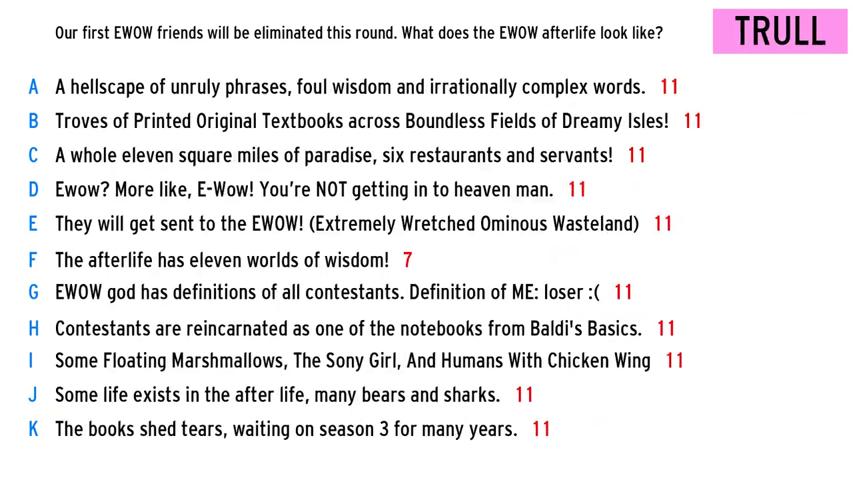 Our first EWOW friends will be eliminated this round. What does the EWOW afterlife look like?
TRULL
A A hellscape of unruly phrases, foul wisdom and irrationally complex words. 11
B Troves of Printed Original Textbooks across Boundless Fields of Dreamy Isles! 11
C A whole eleven square miles of paradise, six restaurants and servants! 11
D Ewow? More like, E-Wow! You're NOT getting in to heaven man. 11
E They will get sent to the EWOW! (Extremely Wretched Ominous Wasteland) 11
F The afterlife has eleven worlds of wisdom! 7
G EWOW god has definitions of all contestants. Definition of ME: loser :( 11
H Contestants are reincarnated as one of the notebooks from Baldi's Basics. 11
I Some Floating Marshmallows, The Sony Girl, And Humans With Chicken Wing 11
J Some life exists in the after life, many bears and sharks. 11
K The books shed tears, waiting on season 3 for many years. 11